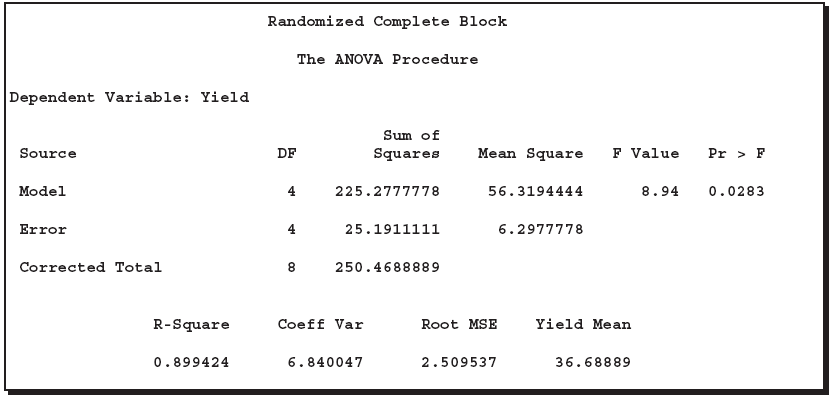 Randomized Complete Block
The ANOVA Procedure
Dependent Variable: Yield
Sum of
Source DF Squares Mean Square F Value Pr > F
Model 4 225.2777778 56.3194444 8.94 0.0283
Error 4 25.1911111 6.2977778
Corrected Total 8 250.4688889
R-Square Coeff Var Root MSE Yield Mean
0.899424 6.840047 2.509537 36.68889